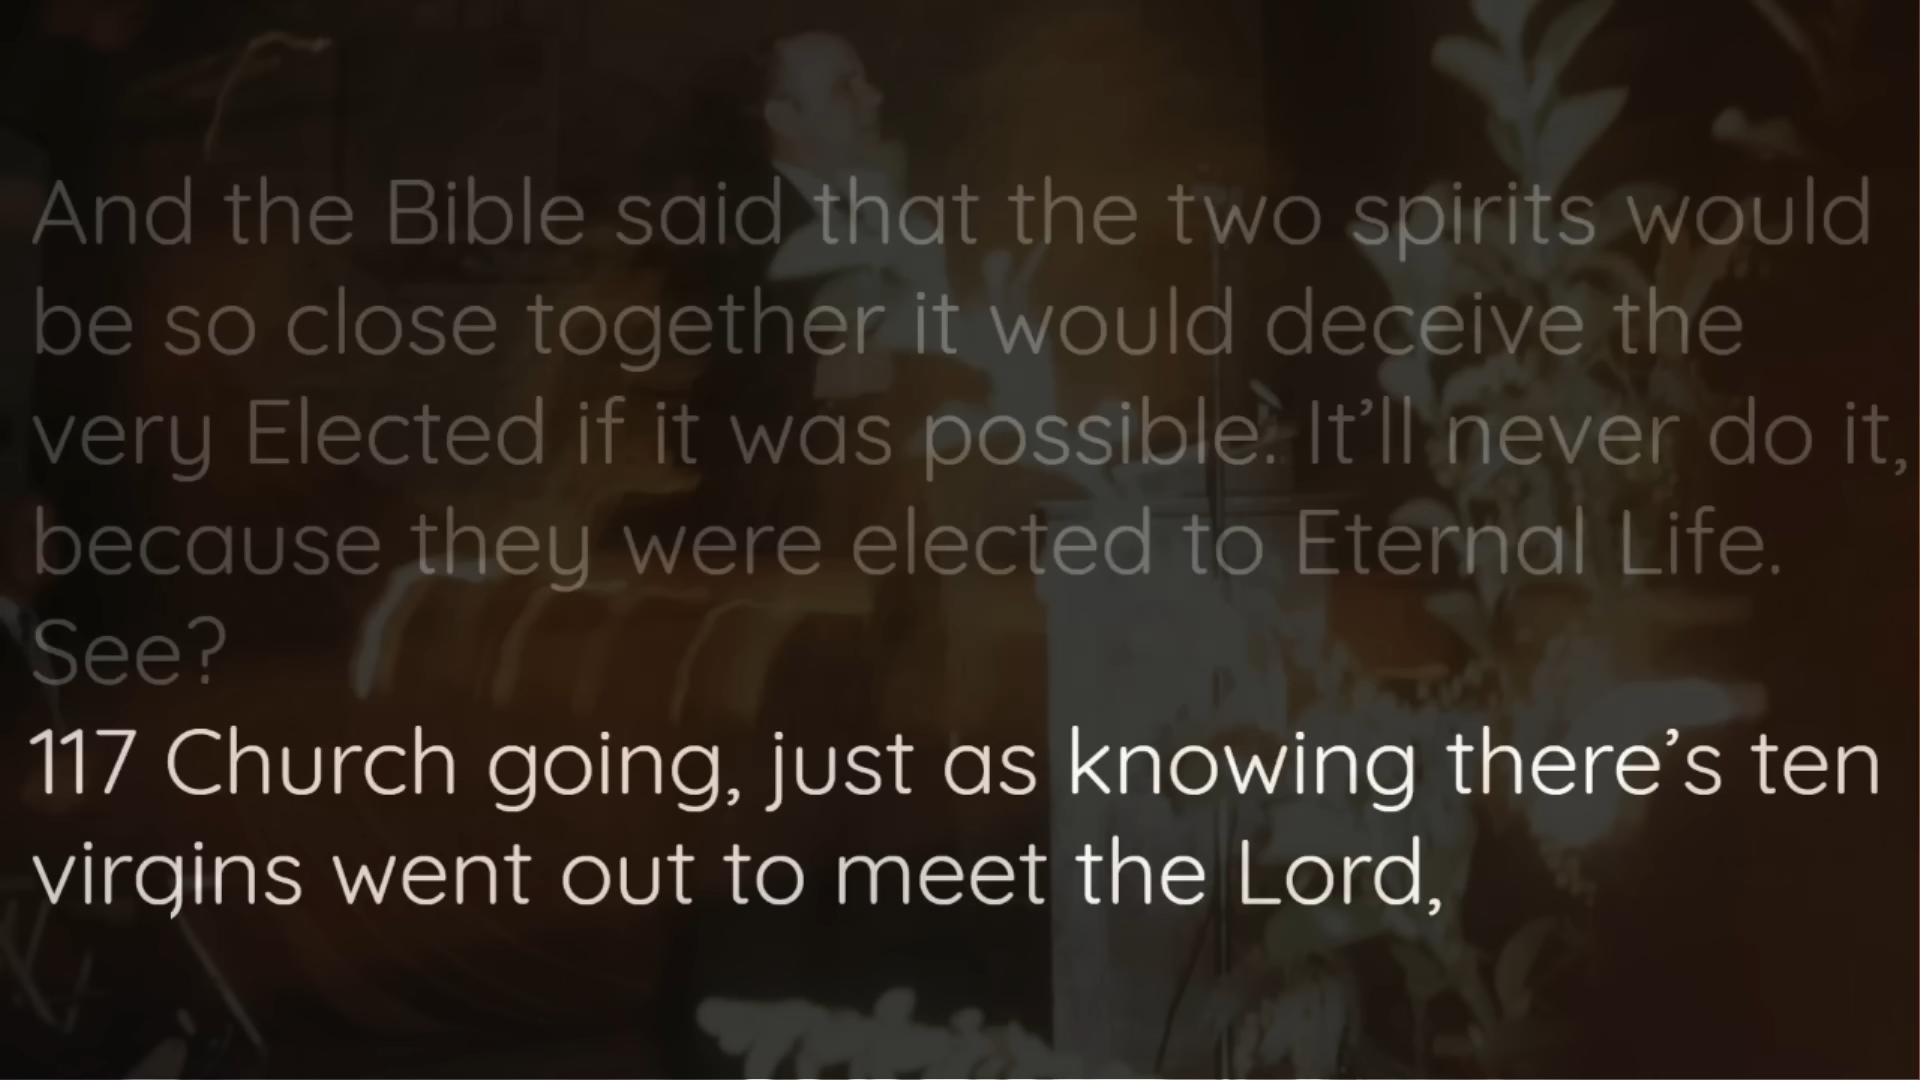 And the Bible said that the two spirits would
be so close together it would deceive the
very Elected if it was possible. It’ll never do it,
because they were elected to Eternal Life.
See?
117 Church going, just as knowing there’s ten
virgins went out to meet the Lord,